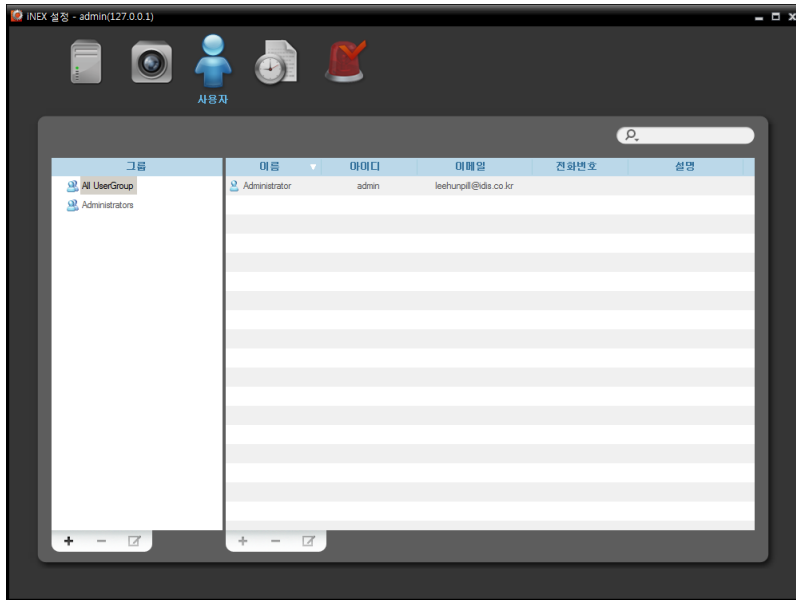 INEX 설정 - admin(127.0.0.1)
사용자
그룹
이름 아이디 이메일 전화번호 설명
All UserGroup
Administrator admin leehunpill@idis.co.kr
Administrators